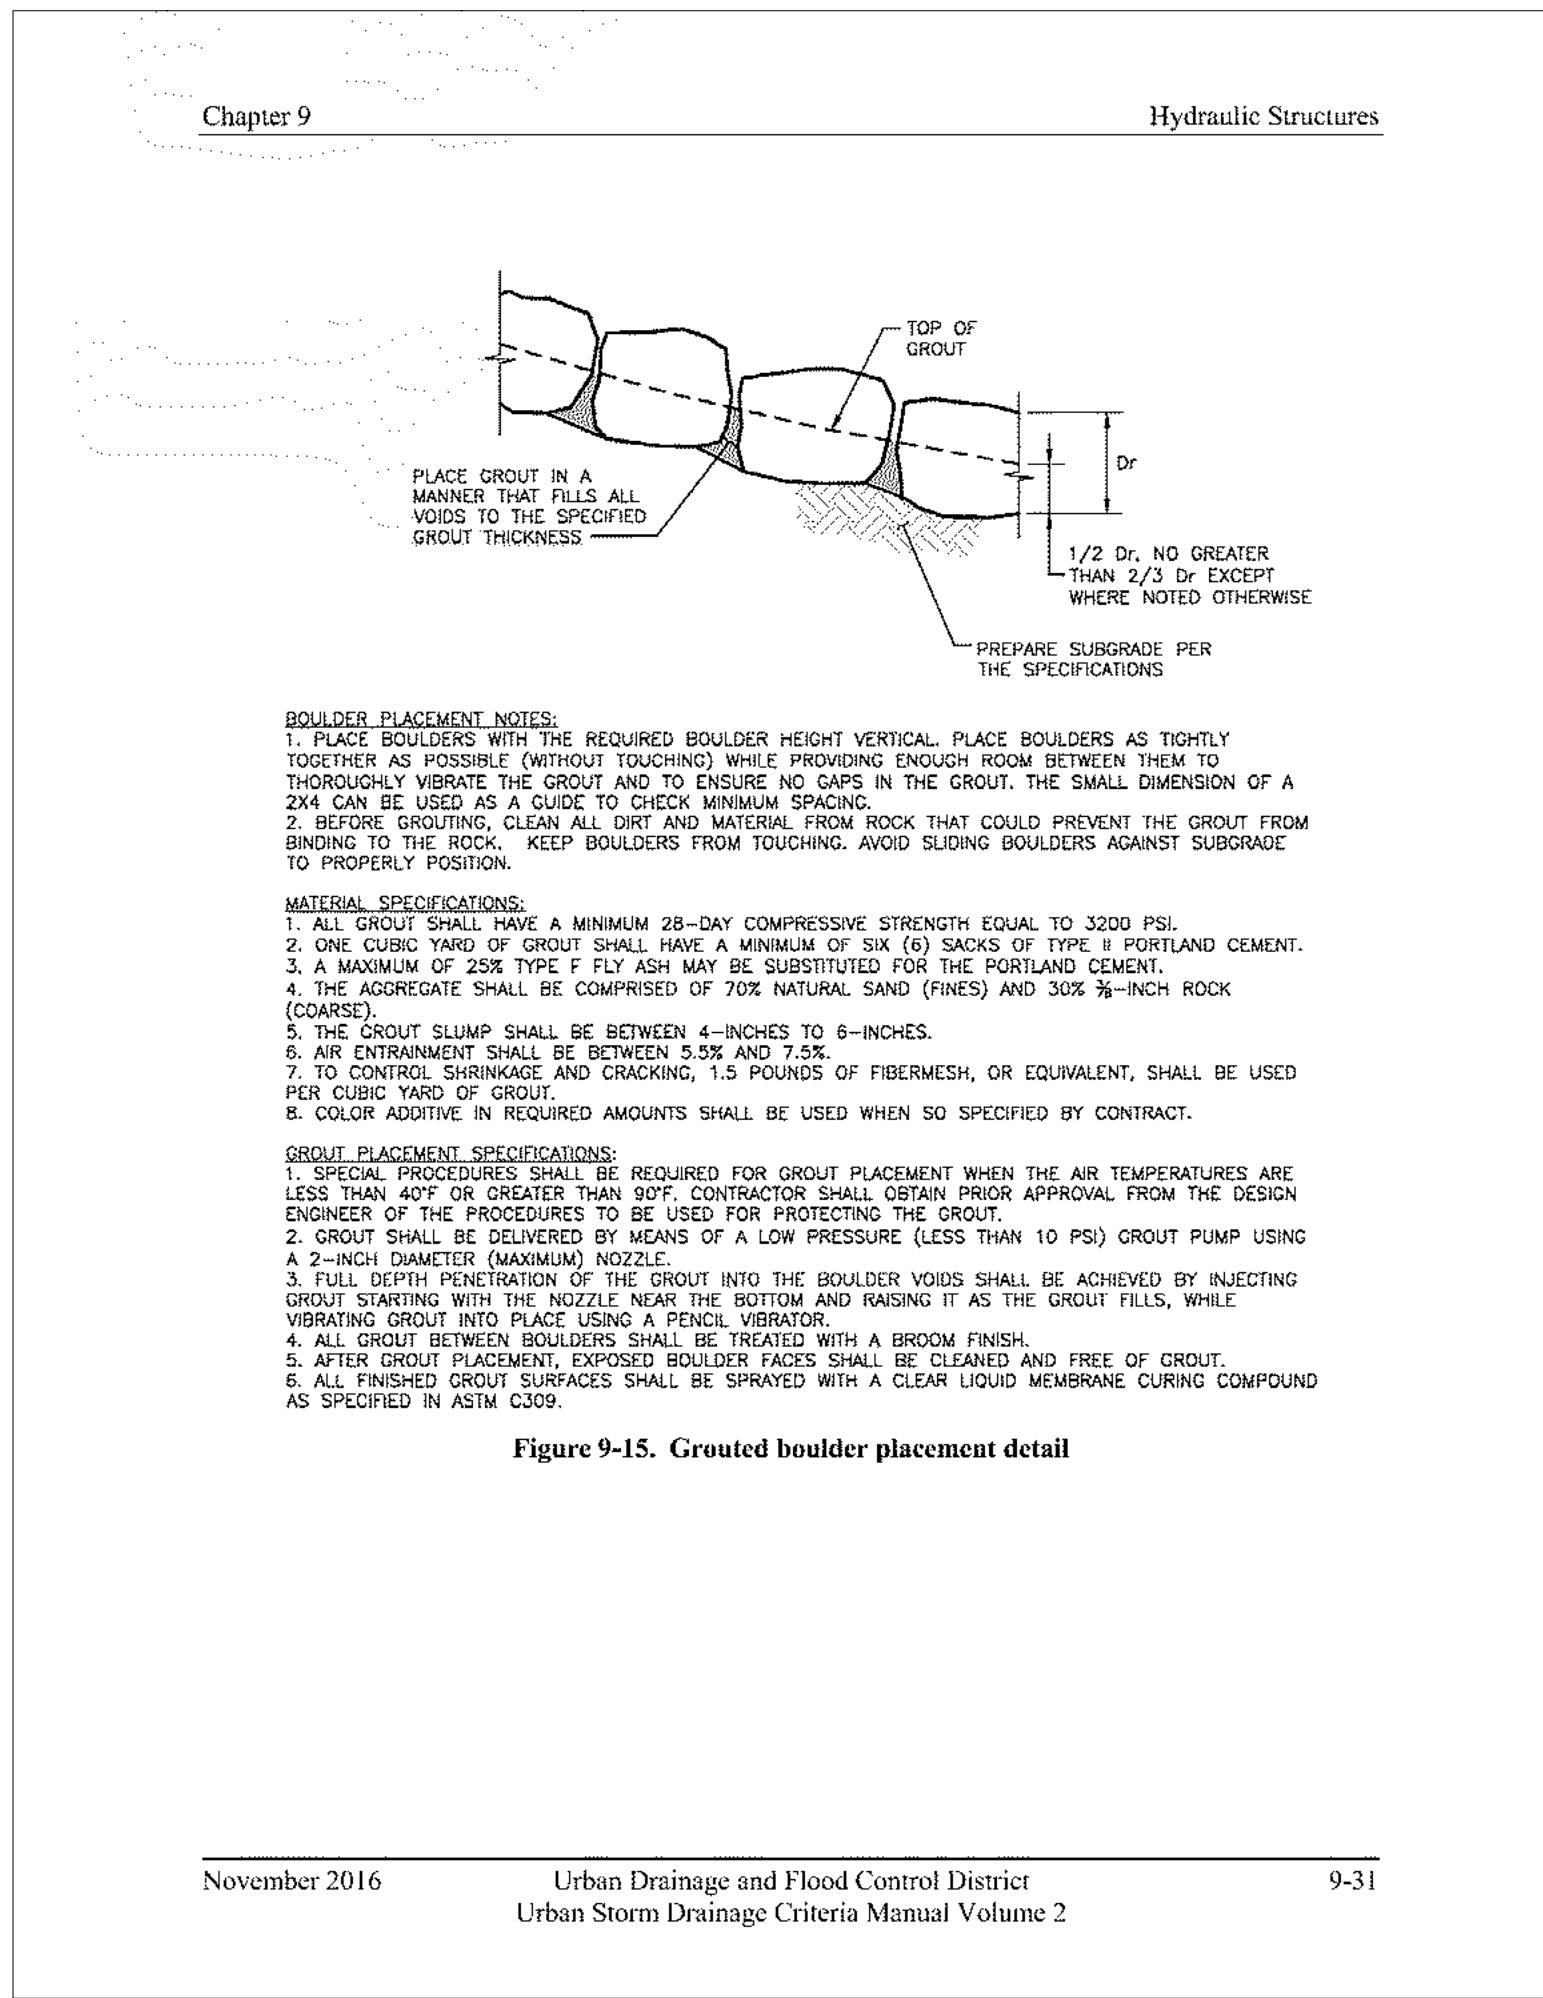 Chapter 9
Hydraulic Structures
TOP OF
GROUT
Dr
PLACE GROUT IN A
MANNER THAT FILLS ALL
VOIDS TO THE SPECIFIED
GROUT THICKNESS
1/2 Dr, NO GREATER
THAN 2/3 Dr EXCEPT
WHERE NOTED OTHERWISE
PREPARE SUBGRADE PER
THE SPECIFICATIONS
BOULDER PLACEMENT NOTES:
1. PLACE BOULDERS WITH THE REQUIRED BOULDER HEIGHT VERTICAL. PLACE BOULDERS AS TIGHTLY
TOGETHER AS POSSIBLE (WITHOUT TOUCHING) WHILE PROVIDING ENOUGH ROOM BETWEEN THEM TO
THOROUGHLY VIBRATE THE GROUT AND TO ENSURE NO GAPS IN THE GROUT. THE SMALL DIMENSION OF A
2X4 CAN BE USED AS A GUIDE TO CHECK MINIMUM SPACING.
2. BEFORE GROUTING, CLEAN ALL DIRT AND MATERIAL FROM ROCK THAT COULD PREVENT THE GROUT FROM
BINDING TO THE ROCK. KEEP BOULDERS FROM TOUCHING. AVOID SLIDING BOULDERS AGAINST SUBGRADE
TO PROPERLY POSITION.
MATERIAL SPECIFICATIONS:
1. ALL GROUT SHALL HAVE A MINIMUM 28-DAY COMPRESSIVE STRENGTH EQUAL TO 3200 PSI.
2. ONE CUBIC YARD OF GROUT SHALL HAVE A MINIMUM OF SIX (6) SACKS OF TYPE II PORTLAND CEMENT.
3. A MAXIMUM OF 25% TYPE F FLY ASH MAY BE SUBSTITUTED FOR THE PORTLAND CEMENT.
4. THE AGGREGATE SHALL BE COMPRISED OF 70% NATURAL SAND (FINES) AND 30% ⅜-INCH ROCK
(COARSE).
5. THE GROUT SLUMP SHALL BE BETWEEN 4-INCHES TO 6-INCHES.
6. AIR ENTRAINMENT SHALL BE BETWEEN 5.5% AND 7.5%.
7. TO CONTROL SHRINKAGE AND CRACKING, 1.5 POUNDS OF FIBERMESH, OR EQUIVALENT, SHALL BE USED
PER CUBIC YARD OF GROUT.
8. COLOR ADDITIVE IN REQUIRED AMOUNTS SHALL BE USED WHEN SO SPECIFIED BY CONTRACT.
GROUT PLACEMENT SPECIFICATIONS:
1. SPECIAL PROCEDURES SHALL BE REQUIRED FOR GROUT PLACEMENT WHEN THE AIR TEMPERATURES ARE
LESS THAN 40°F OR GREATER THAN 90°F. CONTRACTOR SHALL OBTAIN PRIOR APPROVAL FROM THE DESIGN
ENGINEER OF THE PROCEDURES TO BE USED FOR PROTECTING THE GROUT.
2. GROUT SHALL BE DELIVERED BY MEANS OF A LOW PRESSURE (LESS THAN 10 PSI) GROUT PUMP USING
A 2-INCH DIAMETER (MAXIMUM) NOZZLE.
3. FULL DEPTH PENETRATION OF THE GROUT INTO THE BOULDER VOIDS SHALL BE ACHIEVED BY INJECTING
GROUT STARTING WITH THE NOZZLE NEAR THE BOTTOM AND RAISING IT AS THE GROUT FILLS, WHILE
VIBRATING GROUT INTO PLACE USING A PENCIL VIBRATOR.
4. ALL GROUT BETWEEN BOULDERS SHALL BE TREATED WITH A BROOM FINISH.
5. AFTER GROUT PLACEMENT, EXPOSED BOULDER FACES SHALL BE CLEANED AND FREE OF GROUT.
6. ALL FINISHED GROUT SURFACES SHALL BE SPRAYED WITH A CLEAR LIQUID MEMBRANE CURING COMPOUND
AS SPECIFIED IN ASTM C309.
Figure 9-15. Grouted boulder placement detail
November 2016
Urban Drainage and Flood Control District
9-31
Urban Storm Drainage Criteria Manual Volume 2